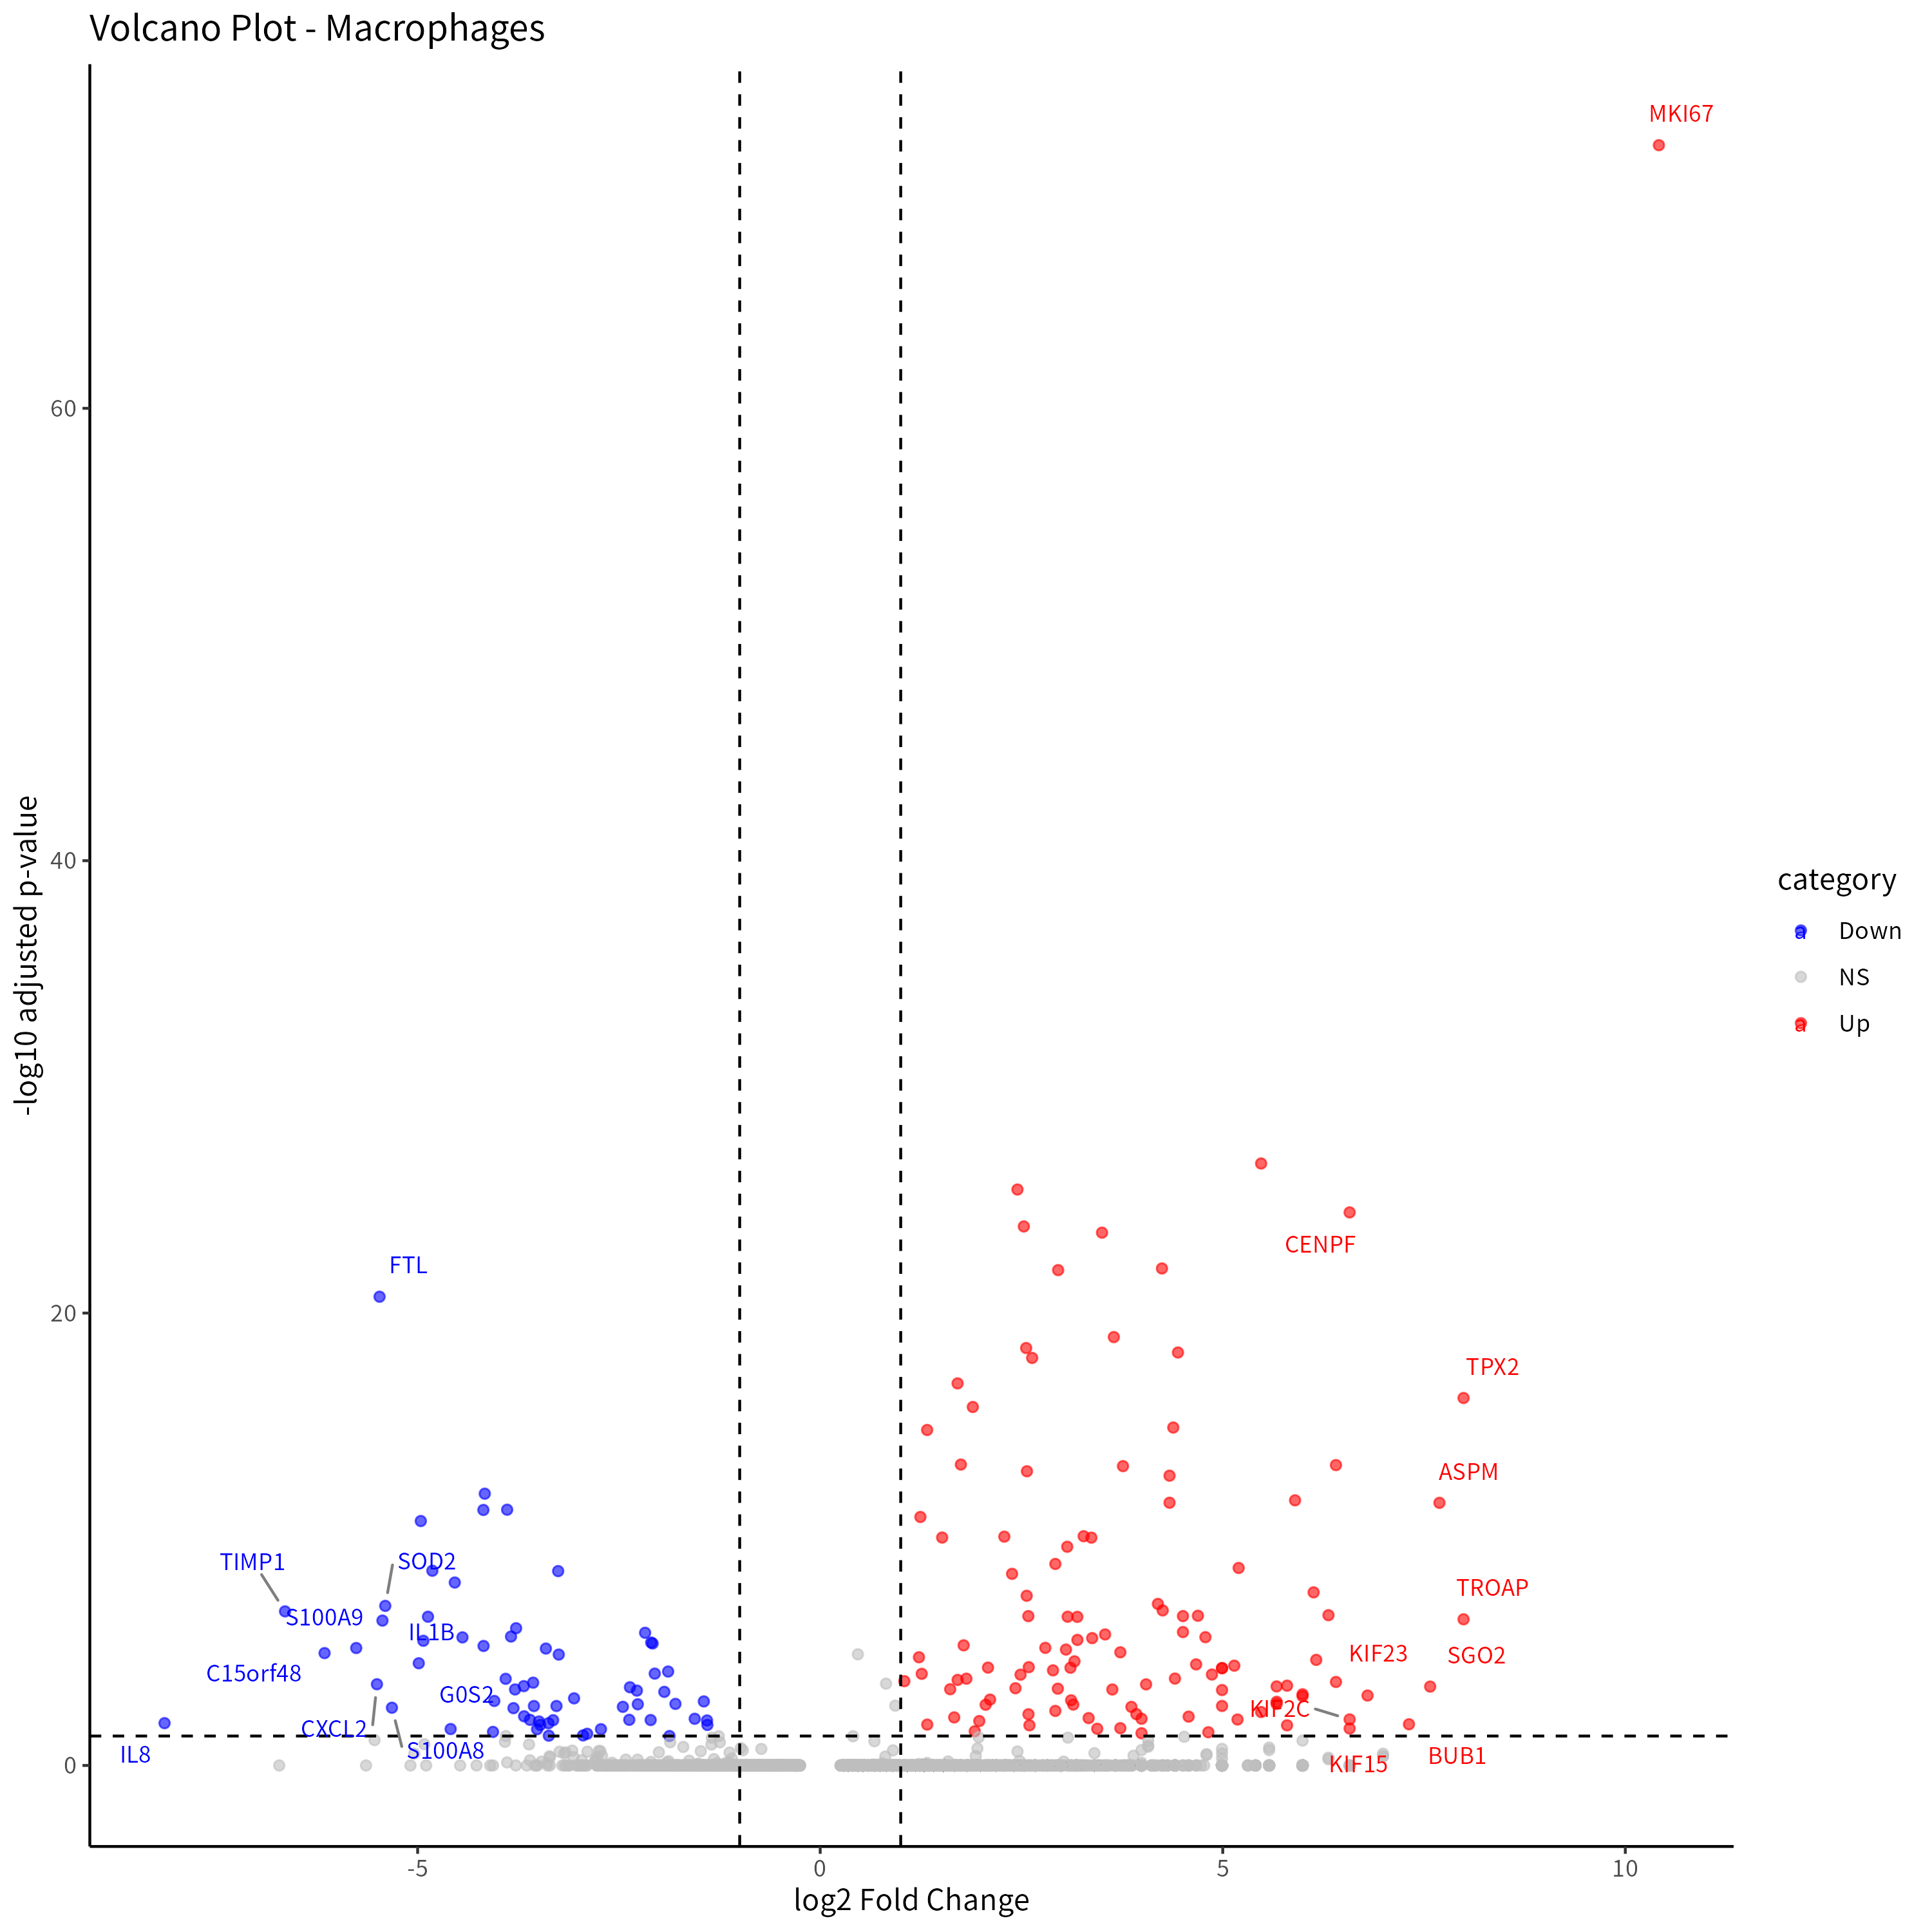 Volcano Plot - Macrophages
MKI67
60
-log10 adjusted p-value
40
category
Down
NS
Up
CENPF
FTL
20
TPX2
ASPM
TIMP1
SOD2
TROAP
S100A9
IL1B
KIF23
SGO2
C15orf48
G0S2
KIF2C
CXCL2
IL8
S100A8
BUB1
0
KIF15
-5
0
5
10
log2 Fold Change